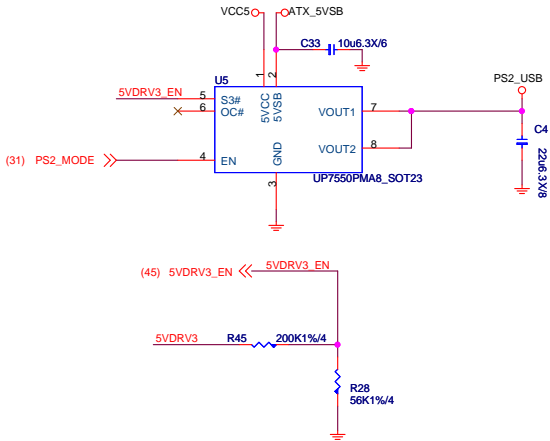 VCC5
ATX_5VSB
C33
10u6.3X/6
U5
PS2_USB
5VDRV3_EN
5
S3#
6
OC#
1
5VCC
2
5VSB
VOUT1
7
VOUT2
8
C4
22u6.3X/8
(31) PS2_MODE
4
EN
GND
3
UP7550PMA8_SOT23
(45) 5VDRV3_EN
5VDRV3_EN
5VDRV3
R45
200K1%/4
R28
56K1%/4